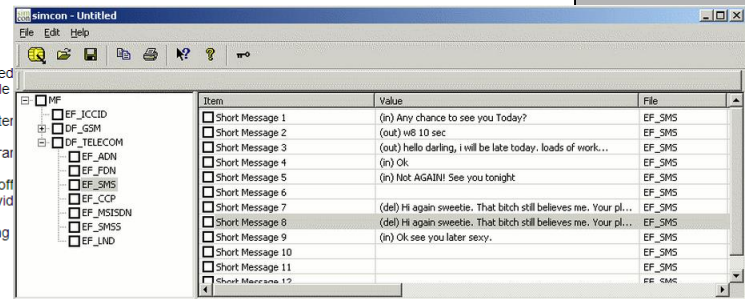 simcon - Untitled
File Edit Help
MF
EF_ICCID
DF_GSM
DF_TELECOM
EF_ADN
EF_FDN
EF_SMS
EF_CCP
EF_MSISDN
EF_SMSS
EF_LND
Item Value File
Short Message 1 (in) Any chance to see you Today? EF_SMS
Short Message 2 (out) w8 10 sec EF_SMS
Short Message 3 (out) hello darling, i will be late today. loads of work... EF_SMS
Short Message 4 (in) Ok EF_SMS
Short Message 5 (in) Not AGAIN! See you tonight EF_SMS
Short Message 6 EF_SMS
Short Message 7 (del) Hi again sweetie. That bitch still believes me. Your pl... EF_SMS
Short Message 8 (del) Hi again sweetie. That bitch still believes me. Your pl... EF_SMS
Short Message 9 (in) Ok see you later sexy. EF_SMS
Short Message 10 EF_SMS
Short Message 11 EF_SMS
Short Message 12 EF_SMS